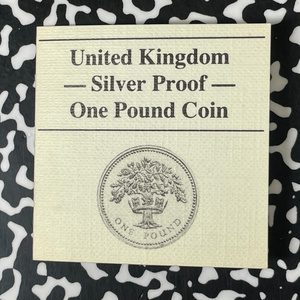 United Kingdom
— Silver Proof —
One Pound Coin
ONE POUND